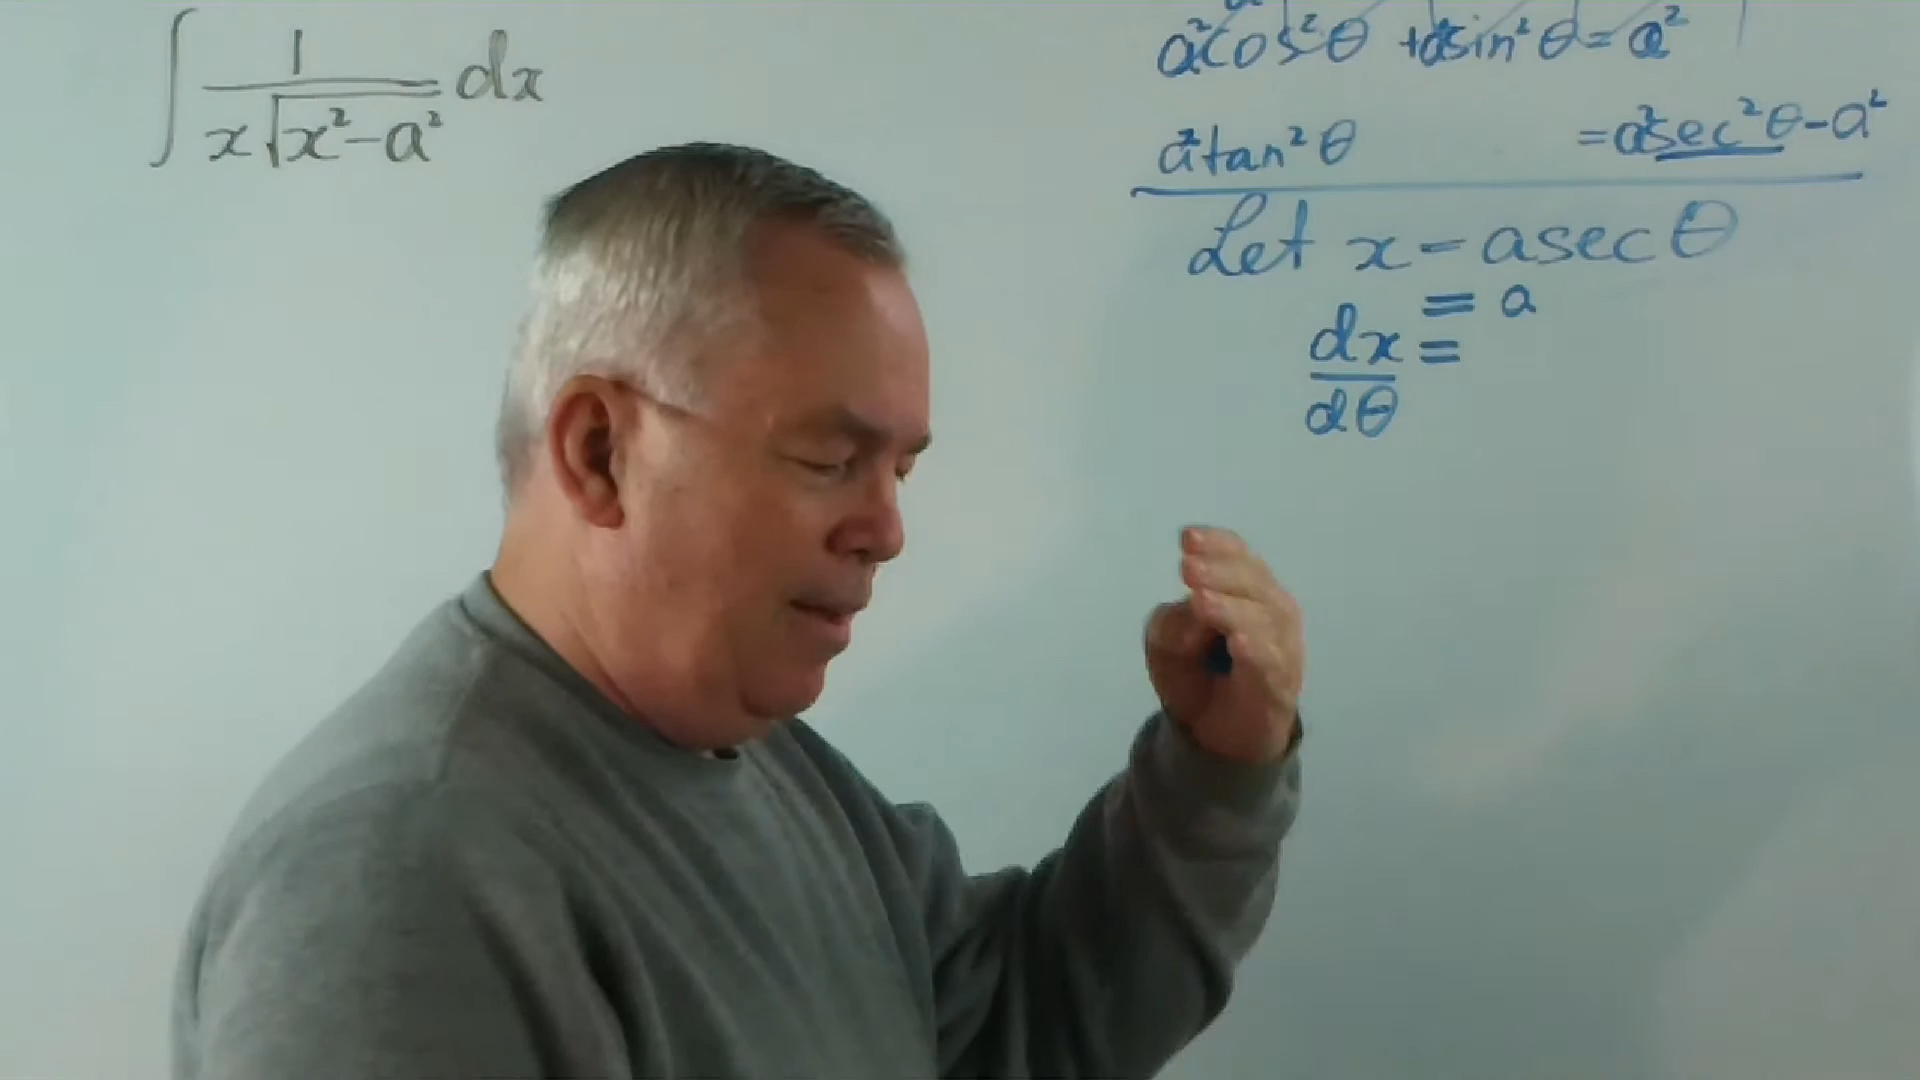 ∫ 1/(x√(x²-a²)) dx
a²cos²θ + a²sin²θ = a²
a²tan²θ = a²sec²θ - a²
Let x = asecθ
= a
dx/dθ =